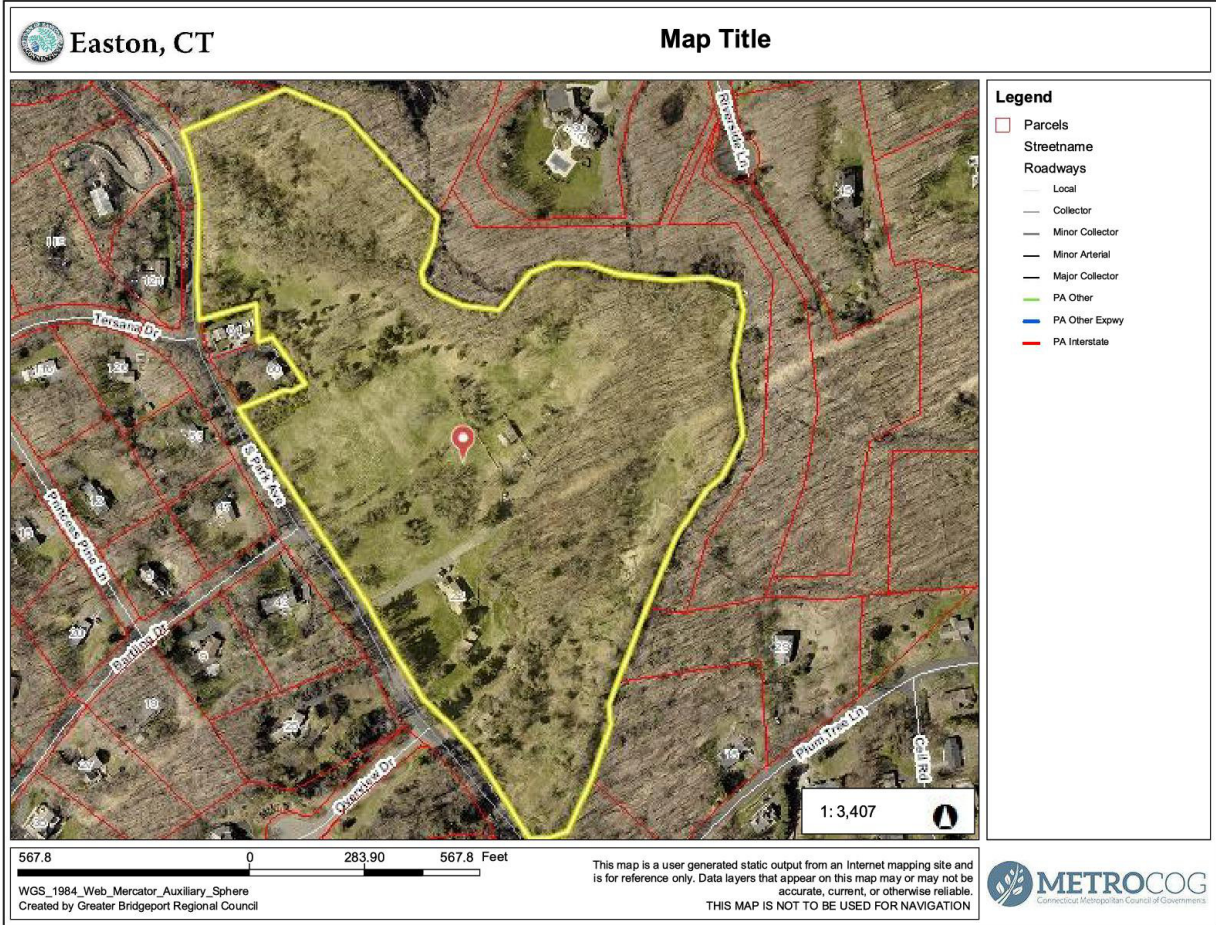 Easton, CT
Map Title
Riverside Ln
Tersana Dr
S Park Ave
Princess Pine Ln
Bartling Dr
Overview Dr
Plum Tree Ln
1: 3,407
Legend
Parcels
Streetname
Roadways
Local
Collector
Minor Collector
Minor Arterial
Major Collector
PA Other
PA Other Expwy
PA Interstate
567.8 0 283.90 567.8 Feet
WGS_1984_Web_Mercator_Auxiliary_Sphere
Created by Greater Bridgeport Regional Council
This map is a user generated static output from an Internet mapping site and
is for reference only. Data layers that appear on this map may or may not be
accurate, current, or otherwise reliable.
THIS MAP IS NOT TO BE USED FOR NAVIGATION
METROCOG
Connecticut Metropolitan Council of Governments